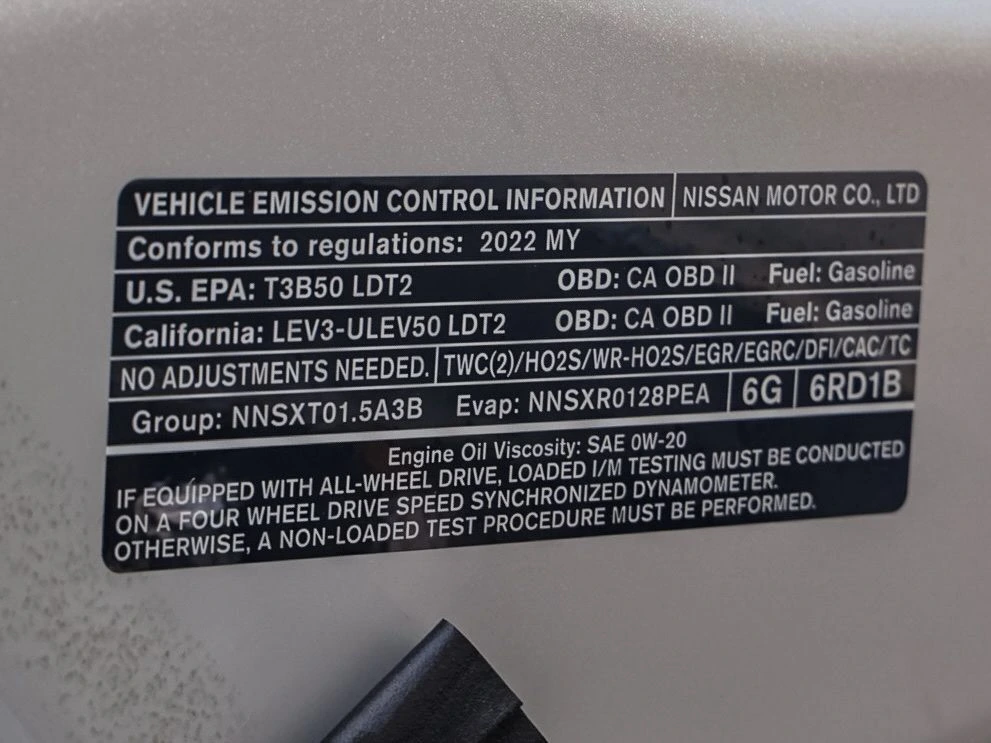 VEHICLE EMISSION CONTROL INFORMATION NISSAN MOTOR CO., LTD
Conforms to regulations: 2022 MY
U.S. EPA: T3B50 LDT2 OBD: CA OBD II Fuel: Gasoline
California: LEV3-ULEV50 LDT2 OBD: CA OBD II Fuel: Gasoline
NO ADJUSTMENTS NEEDED. TWC(2)/HO2S/WR-HO2S/EGR/EGRC/DFI/CAC/TC
Group: NNSXT01.5A3B Evap: NNSXR0128PEA 6G 6RD1B
Engine Oil Viscosity: SAE 0W-20
IF EQUIPPED WITH ALL-WHEEL DRIVE, LOADED I/M TESTING MUST BE CONDUCTED
ON A FOUR WHEEL DRIVE SPEED SYNCHRONIZED DYNAMOMETER.
OTHERWISE, A NON-LOADED TEST PROCEDURE MUST BE PERFORMED.